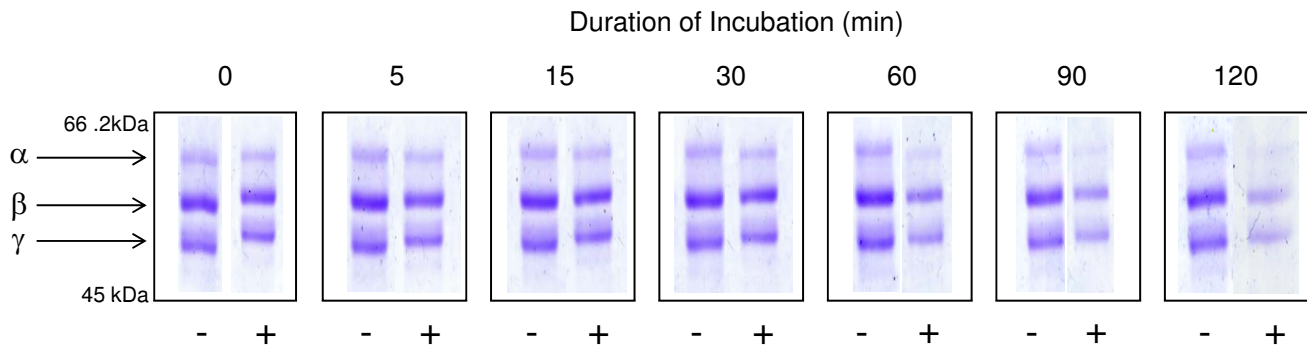 Duration of Incubation (min)
0 5 15 30 60 90 120
66 .2kDa
α
β
γ
45 kDa
- + - + - + - + - + - + - +